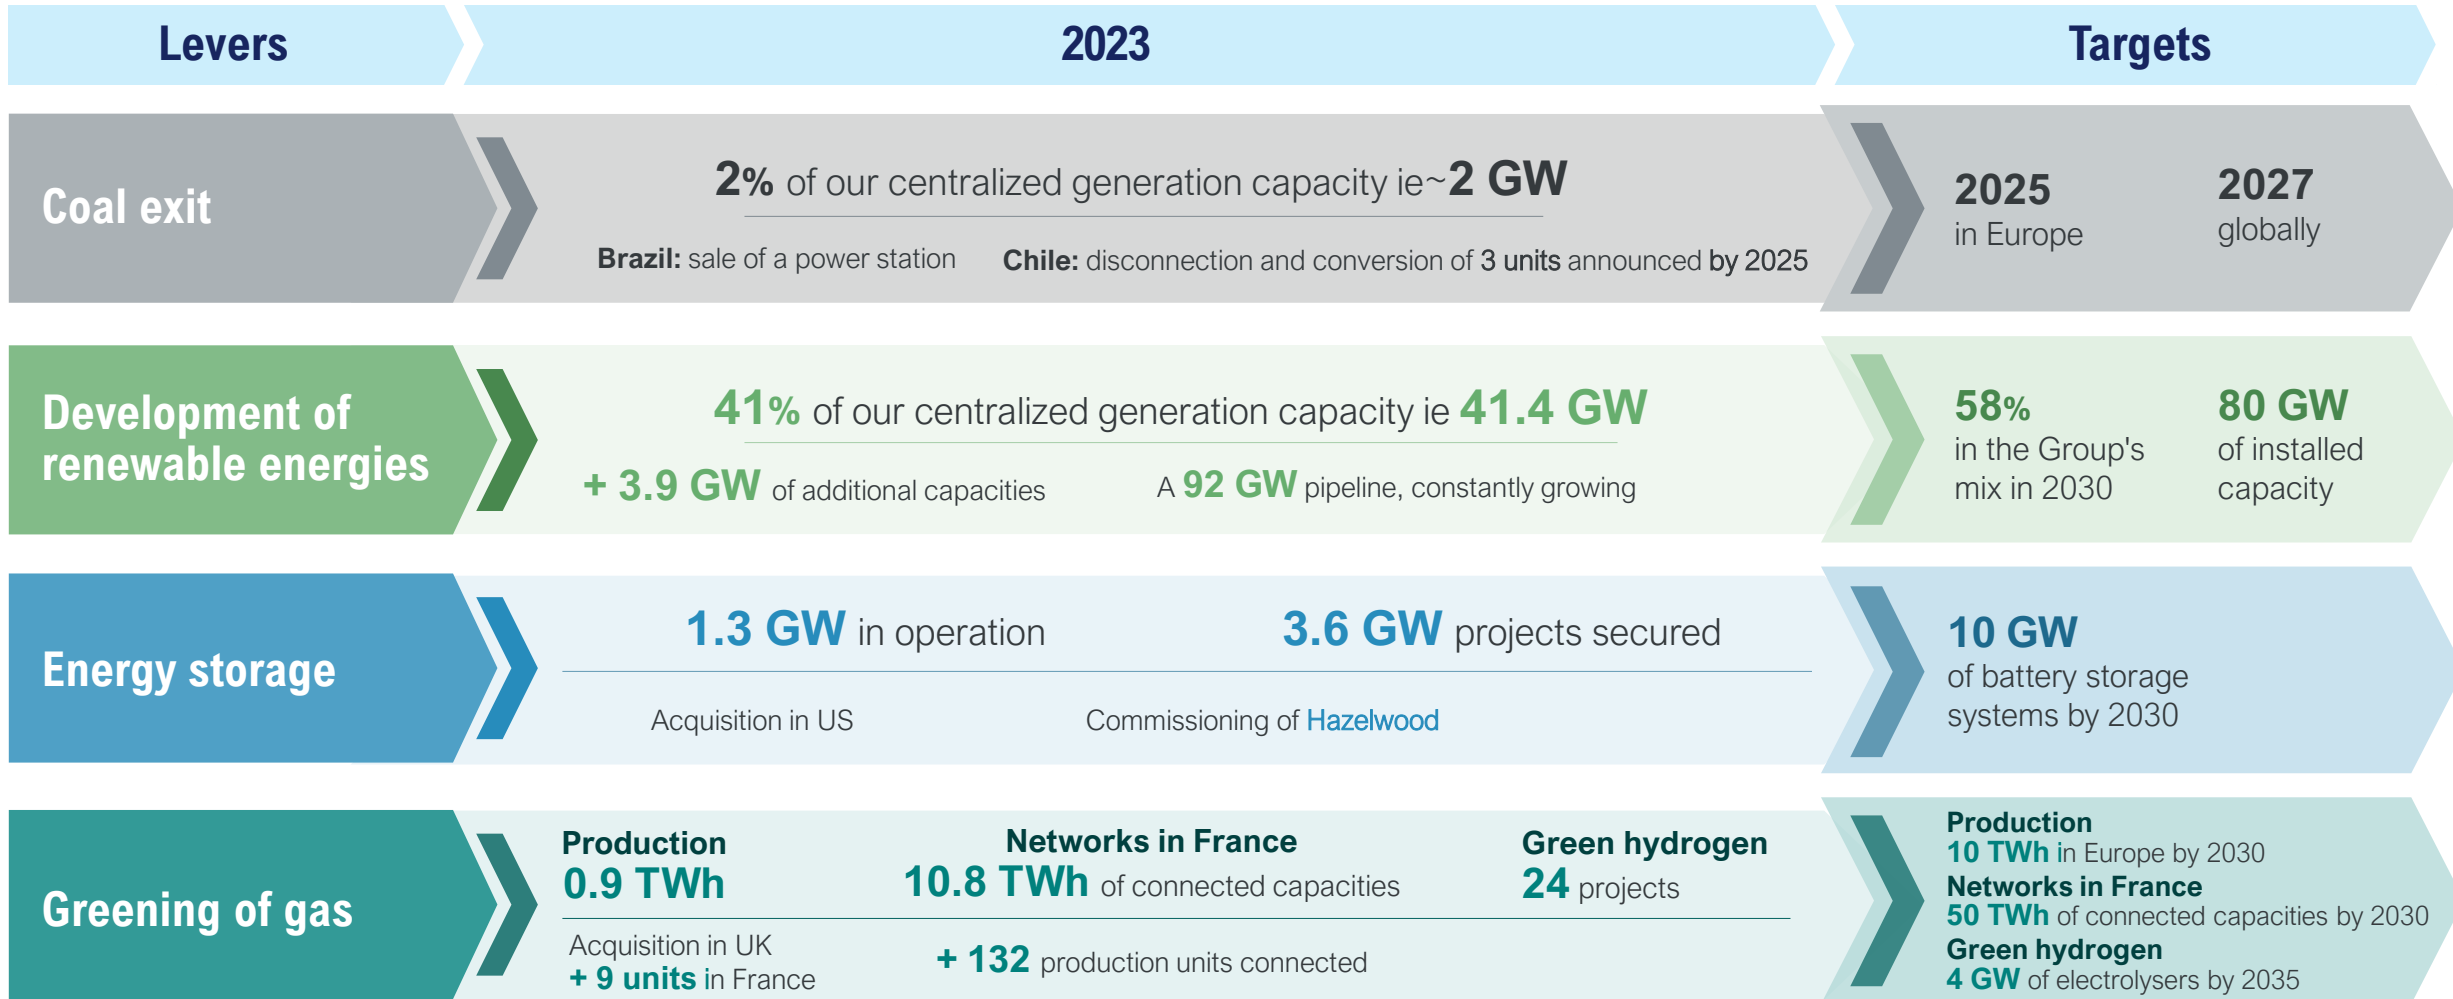 Levers
2023
Targets
Coal exit
2% of our centralized generation capacity ie~2 GW
Brazil: sale of a power station
Chile: disconnection and conversion of 3 units announced by 2025
2025
in Europe
2027
globally
Development of
renewable energies
41% of our centralized generation capacity ie 41.4 GW
+ 3.9 GW of additional capacities
A 92 GW pipeline, constantly growing
58%
in the Group's
mix in 2030
80 GW
of installed
capacity
Energy storage
1.3 GW in operation
3.6 GW projects secured
Acquisition in US
Commissioning of Hazelwood
10 GW
of battery storage
systems by 2030
Greening of gas
Production
0.9 TWh
Networks in France
10.8 TWh of connected capacities
Green hydrogen
24 projects
Acquisition in UK
+ 9 units in France
+ 132 production units connected
Production
10 TWh in Europe by 2030
Networks in France
50 TWh of connected capacities by 2030
Green hydrogen
4 GW of electrolysers by 2035